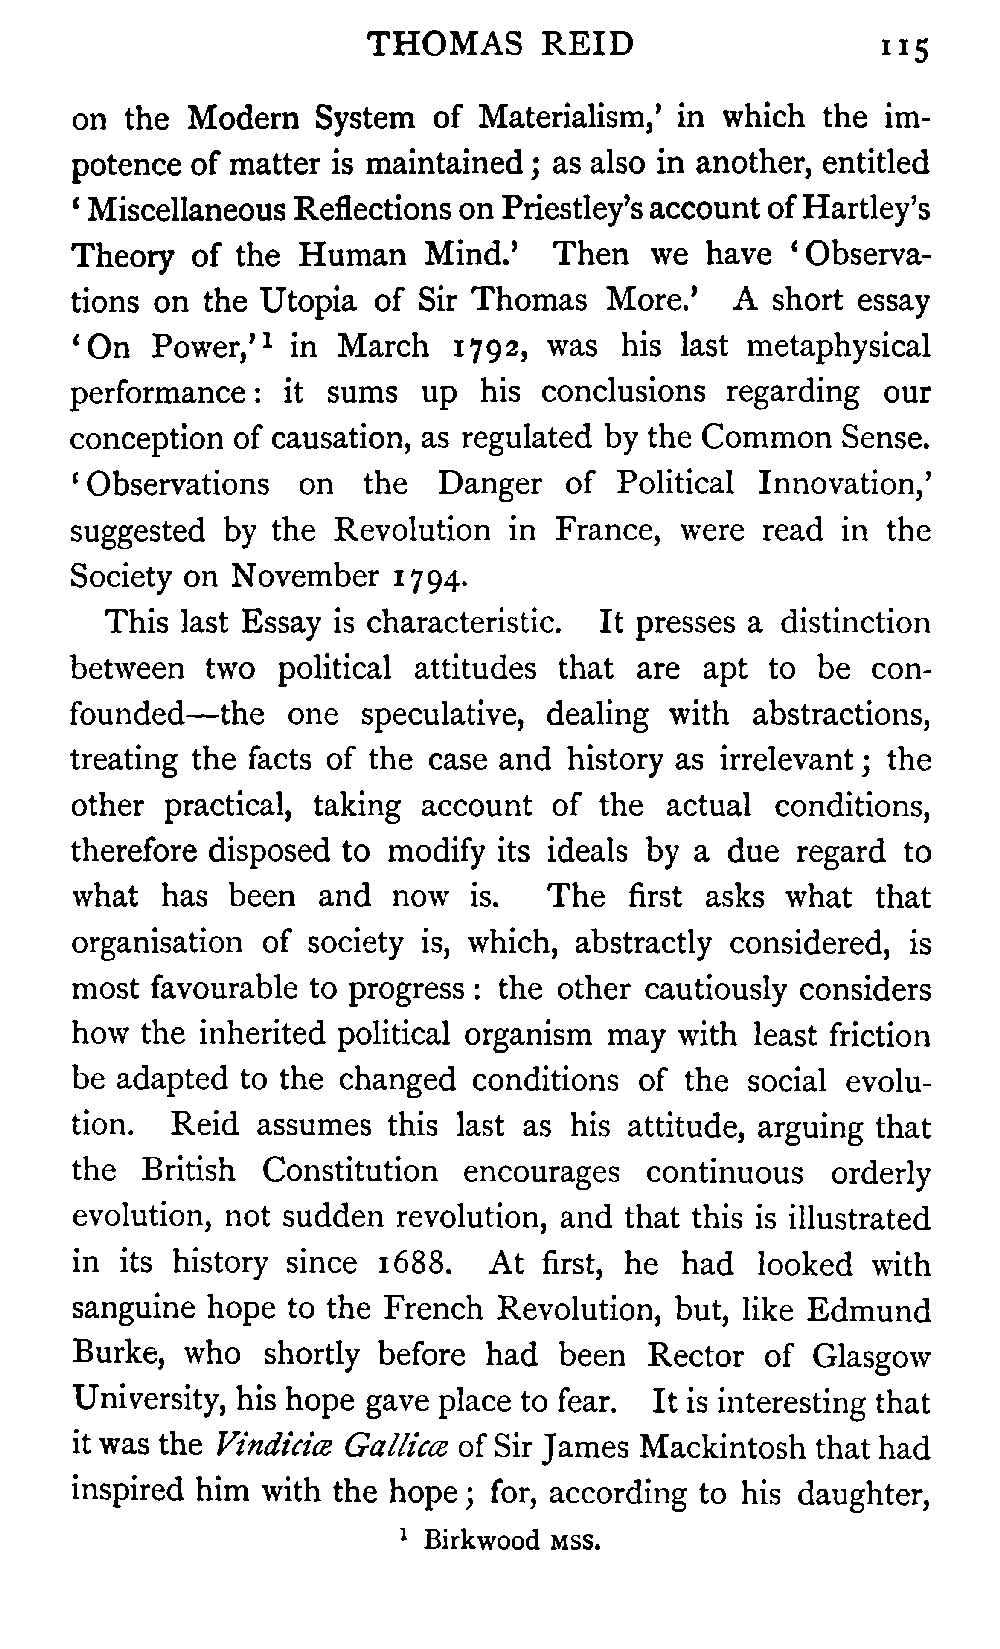 THOMAS REID 115
on the Modern System of Materialism,’ in which the im-
potence of matter is maintained; as also in another, entitled
‘Miscellaneous Reflections on Priestley’s account of Hartley’s
Theory of the Human Mind.’ Then we have ‘Observa-
tions on the Utopia of Sir Thomas More.’ A short essay
‘On Power,’¹ in March 1792, was his last metaphysical
performance: it sums up his conclusions regarding our
conception of causation, as regulated by the Common Sense.
‘Observations on the Danger of Political Innovation,’
suggested by the Revolution in France, were read in the
Society on November 1794.
This last Essay is characteristic. It presses a distinction
between two political attitudes that are apt to be con-
founded—the one speculative, dealing with abstractions,
treating the facts of the case and history as irrelevant; the
other practical, taking account of the actual conditions,
therefore disposed to modify its ideals by a due regard to
what has been and now is. The first asks what that
organisation of society is, which, abstractly considered, is
most favourable to progress: the other cautiously considers
how the inherited political organism may with least friction
be adapted to the changed conditions of the social evolu-
tion. Reid assumes this last as his attitude, arguing that
the British Constitution encourages continuous orderly
evolution, not sudden revolution, and that this is illustrated
in its history since 1688. At first, he had looked with
sanguine hope to the French Revolution, but, like Edmund
Burke, who shortly before had been Rector of Glasgow
University, his hope gave place to fear. It is interesting that
it was the Vindiciæ Gallicæ of Sir James Mackintosh that had
inspired him with the hope; for, according to his daughter,
¹ Birkwood MSS.